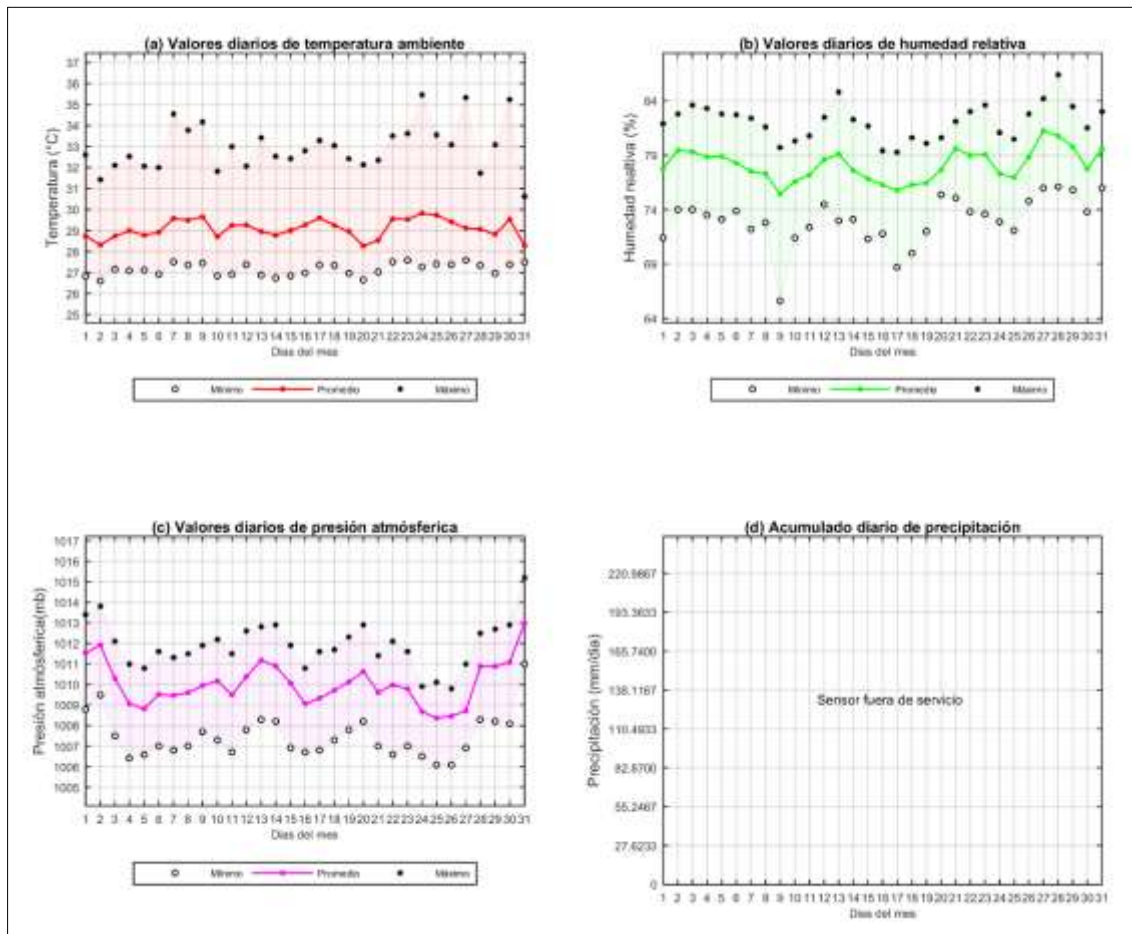 (a) Valores diarios de temperatura ambiente
37
36
35
34
33
32
31
30
29
28
27
26
25
Temperatura (°C)
1 2 3 4 5 6 7 8 9 10 11 12 13 14 15 16 17 18 19 20 21 22 23 24 25 26 27 28 29 30 31
Dias del mes
Mínimo Promedio Máximo
(b) Valores diarios de humedad relativa
84
79
74
69
64
Humedad realtiva (%)
1 2 3 4 5 6 7 8 9 10 11 12 13 14 15 16 17 18 19 20 21 22 23 24 25 26 27 28 29 30 31
Dias del mes
Mínimo Promedio Máximo
(c) Valores diarios de presión atmósferica
1017
1016
1015
1014
1013
1012
1011
1010
1009
1008
1007
1006
1005
Presión atmósferica(mb)
1 2 3 4 5 6 7 8 9 10 11 12 13 14 15 16 17 18 19 20 21 22 23 24 25 26 27 28 29 30 31
Dias del mes
Mínimo Promedio Máximo
(d) Acumulado diario de precipitación
220.9867
193.3633
165.7400
138.1167
110.4933
82.8700
55.2467
27.6233
0
Precipitación (mm/dia)
Sensor fuera de servicio
1 2 3 4 5 6 7 8 9 10 11 12 13 14 15 16 17 18 19 20 21 22 23 24 25 26 27 28 29 30 31
Dias del mes